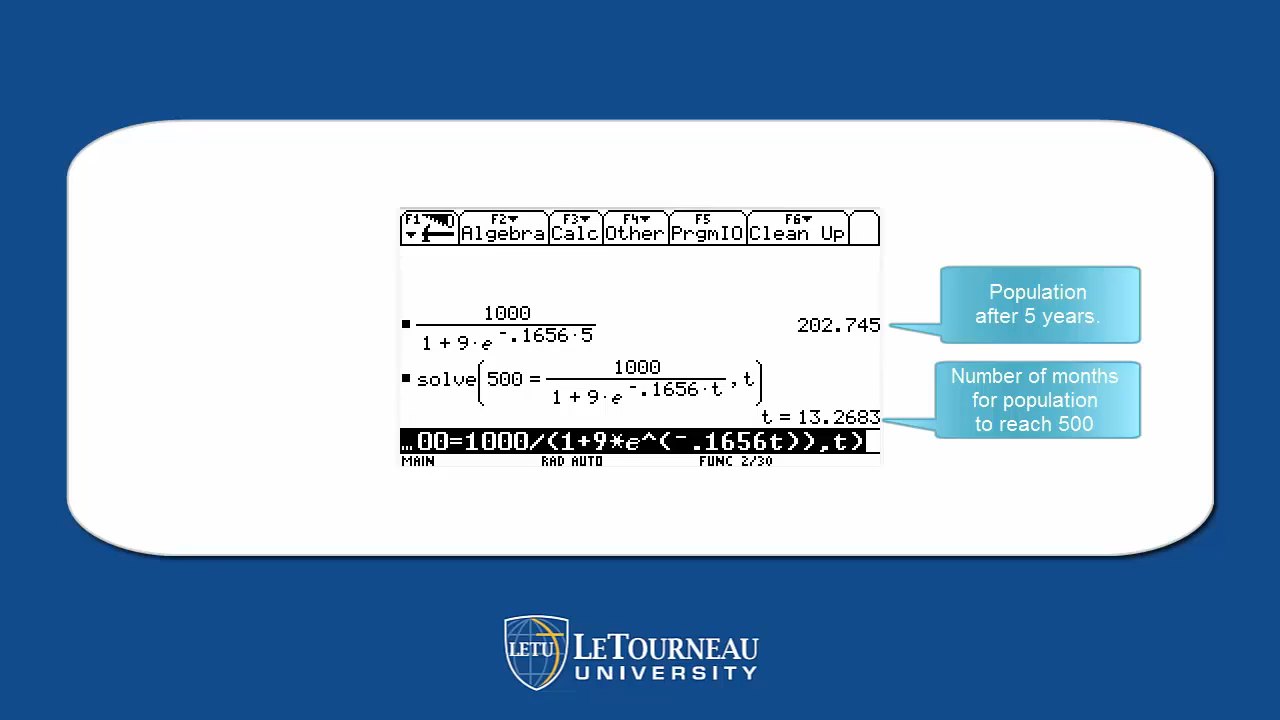 F1 F2 F3 F4 F5 F6
Algebra Calc Other PrgmIO Clean Up
1000
1 + 9·e^-.1656·5
202.745
Population
after 5 years.
solve(500 = 1000
1 + 9·e^-.1656·t , t)
t = 13.2683
Number of months
for population
to reach 500
…00=1000/(1+9*e^(-.1656t)),t)
MAIN RAD AUTO FUNC 2/30
LETU LETOURNEAU
UNIVERSITY